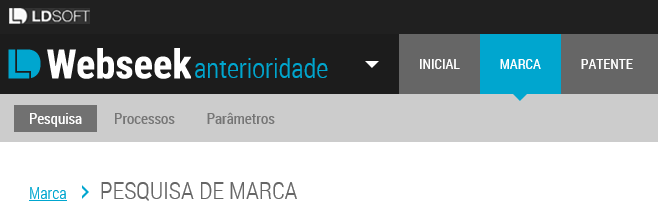 LDSOFT
Webseek anterioridade INICIAL MARCA PATENTE
Pesquisa Processos Parâmetros
Marca > PESQUISA DE MARCA